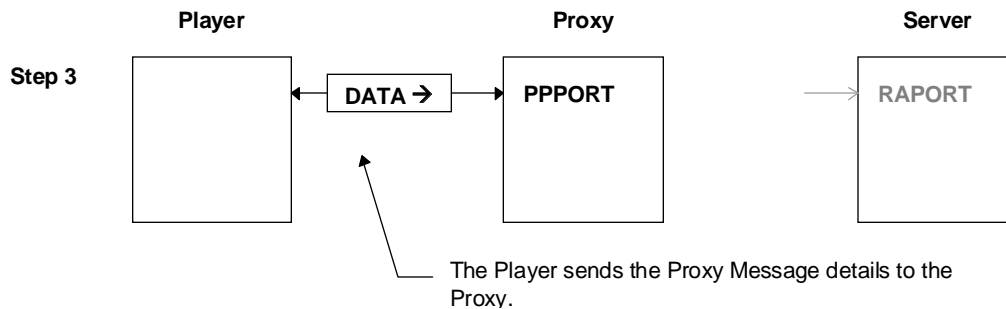 Player Proxy Server
Step 3
DATA → PPPORT RAPORT
The Player sends the Proxy Message details to the
Proxy.